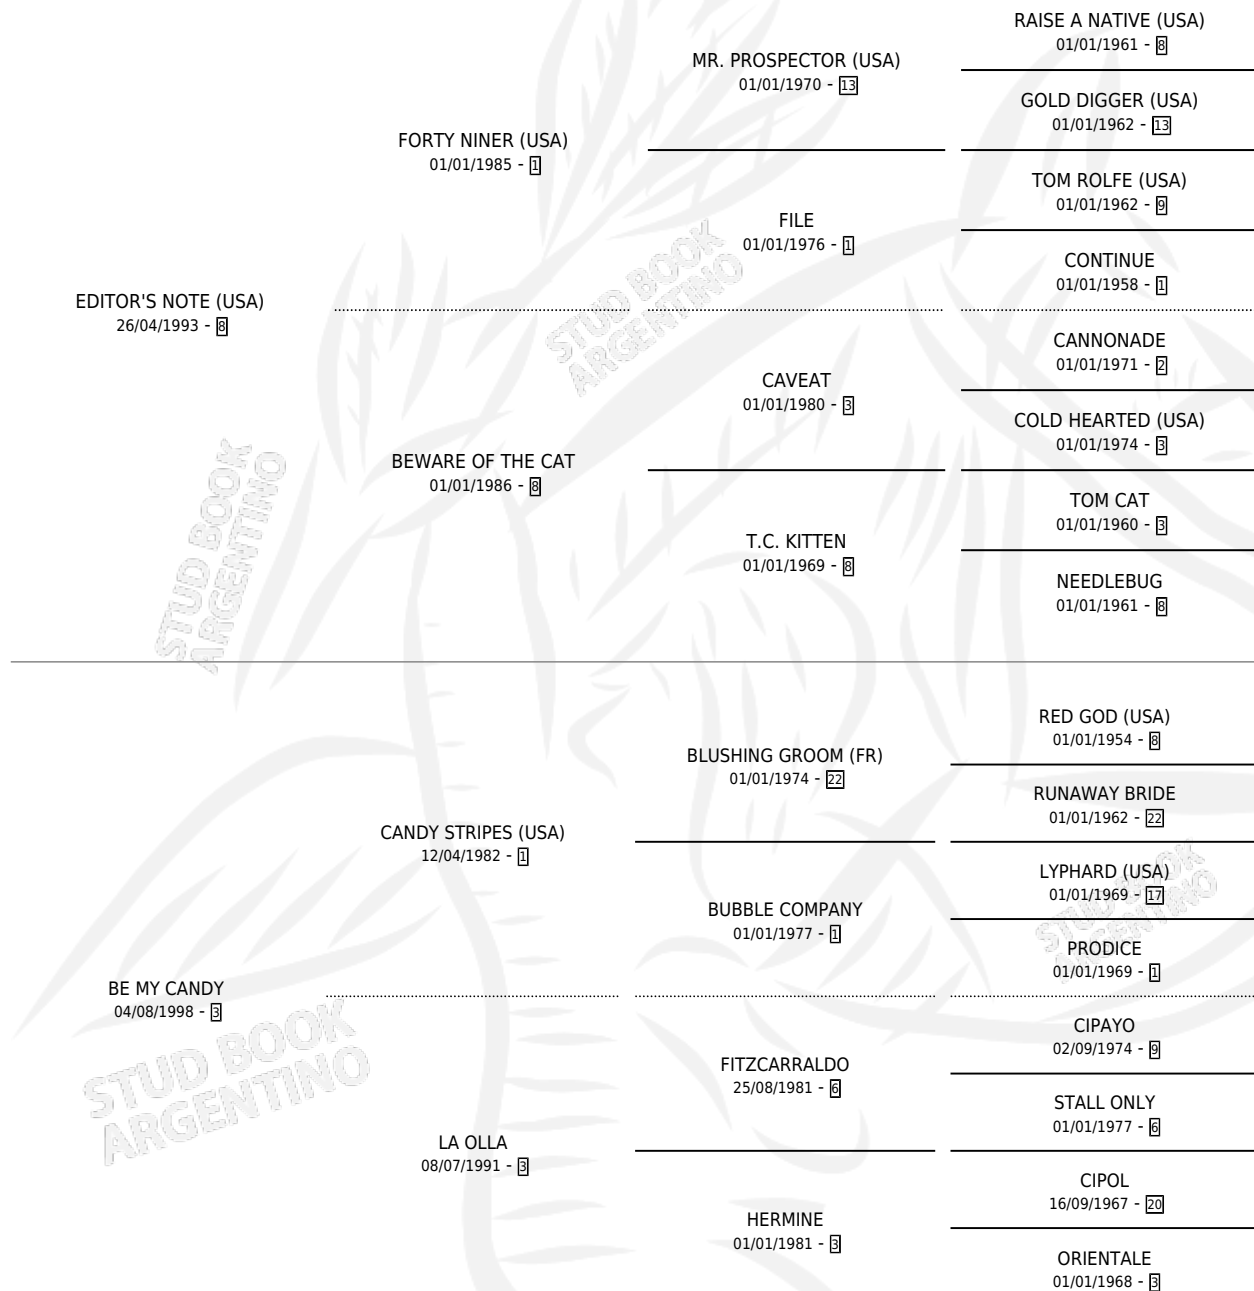 RAISE A NATIVE (USA)
01/01/1961 - 8
MR. PROSPECTOR (USA)
01/01/1970 - 13
GOLD DIGGER (USA)
01/01/1962 - 13
FORTY NINER (USA)
01/01/1985 - 1
TOM ROLFE (USA)
01/01/1962 - 9
FILE
01/01/1976 - 1
CONTINUE
01/01/1958 - 1
EDITOR'S NOTE (USA)
26/04/1993 - 8
CANNONADE
01/01/1971 - 2
CAVEAT
01/01/1980 - 3
COLD HEARTED (USA)
01/01/1974 - 3
BEWARE OF THE CAT
01/01/1986 - 8
TOM CAT
01/01/1960 - 3
T.C. KITTEN
01/01/1969 - 8
NEEDLEBUG
01/01/1961 - 8
STUD BOOK
ARGENTINO
STUD BOOK
ARGENTINO
RED GOD (USA)
01/01/1954 - 8
BLUSHING GROOM (FR)
01/01/1974 - 22
RUNAWAY BRIDE
01/01/1962 - 22
CANDY STRIPES (USA)
12/04/1982 - 1
LYPHARD (USA)
01/01/1969 - 17
BUBBLE COMPANY
01/01/1977 - 1
PRODICE
01/01/1969 - 1
BE MY CANDY
04/08/1998 - 3
CIPAYO
02/09/1974 - 9
FITZCARRALDO
25/08/1981 - 6
STALL ONLY
01/01/1977 - 6
LA OLLA
08/07/1991 - 3
CIPOL
16/09/1967 - 20
HERMINE
01/01/1981 - 3
ORIENTALE
01/01/1968 - 3
STUD BOOK
ARGENTINO
STUD BOOK
ARGENTINO